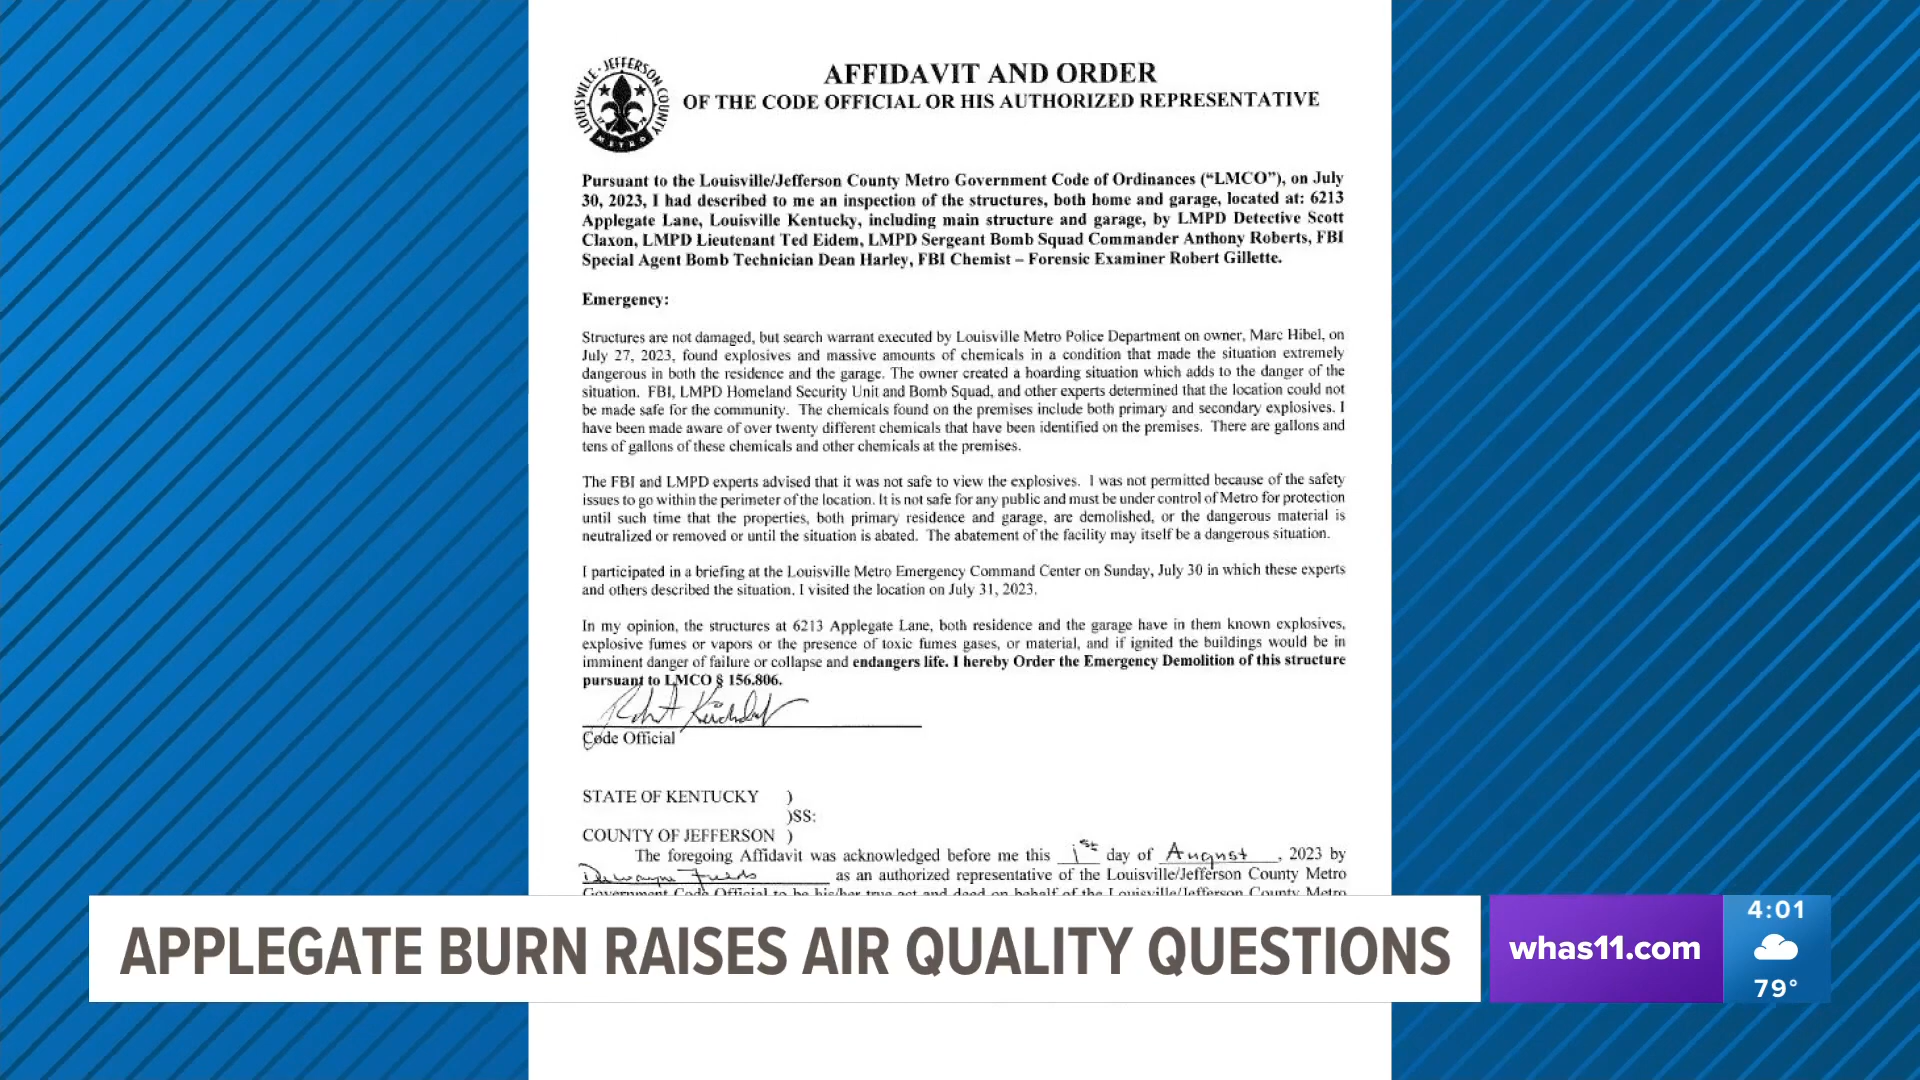 LOUISVILLE - JEFFERSON COUNTY
METRO
AFFIDAVIT AND ORDER
OF THE CODE OFFICIAL OR HIS AUTHORIZED REPRESENTATIVE
Pursuant to the Louisville/Jefferson County Metro Government Code of Ordinances (“LMCO”), on July
30, 2023, I had described to me an inspection of the structures, both home and garage, located at: 6213
Applegate Lane, Louisville Kentucky, including main structure and garage, by LMPD Detective Scott
Claxon, LMPD Lieutenant Ted Eidem, LMPD Sergeant Bomb Squad Commander Anthony Roberts, FBI
Special Agent Bomb Technician Dean Harley, FBI Chemist – Forensic Examiner Robert Gillette.
Emergency:
Structures are not damaged, but search warrant executed by Louisville Metro Police Department on owner, Marc Hibel, on
July 27, 2023, found explosives and massive amounts of chemicals in a condition that made the situation extremely
dangerous in both the residence and the garage. The owner created a hoarding situation which adds to the danger of the
situation. FBI, LMPD Homeland Security Unit and Bomb Squad, and other experts determined that the location could not
be made safe for the community. The chemicals found on the premises include both primary and secondary explosives. I
have been made aware of over twenty different chemicals that have been identified on the premises. There are gallons and
tens of gallons of these chemicals and other chemicals at the premises.
The FBI and LMPD experts advised that it was not safe to view the explosives. I was not permitted because of the safety
issues to go within the perimeter of the location. It is not safe for any public and must be under control of Metro for protection
until such time that the properties, both primary residence and garage, are demolished, or the dangerous material is
neutralized or removed or until the situation is abated. The abatement of the facility may itself be a dangerous situation.
I participated in a briefing at the Louisville Metro Emergency Command Center on Sunday, July 30 in which these experts
and others described the situation. I visited the location on July 31, 2023.
In my opinion, the structures at 6213 Applegate Lane, both residence and the garage have in them known explosives,
explosive fumes or vapors or the presence of toxic fumes gases, or material, and if ignited the buildings would be in
imminent danger of failure or collapse and endangers life. I hereby Order the Emergency Demolition of this structure
pursuant to LMCO § 156.806.
Code Official
STATE OF KENTUCKY )
)SS:
COUNTY OF JEFFERSON )
The foregoing Affidavit was acknowledged before me this 1st day of August, 2023 by
as an authorized representative of the Louisville/Jefferson County Metro
Government Code Official to be his/her true act and deed on behalf of the Louisville/Jefferson County Metro
APPLEGATE BURN RAISES AIR QUALITY QUESTIONS
whas11.com
4:01
79°